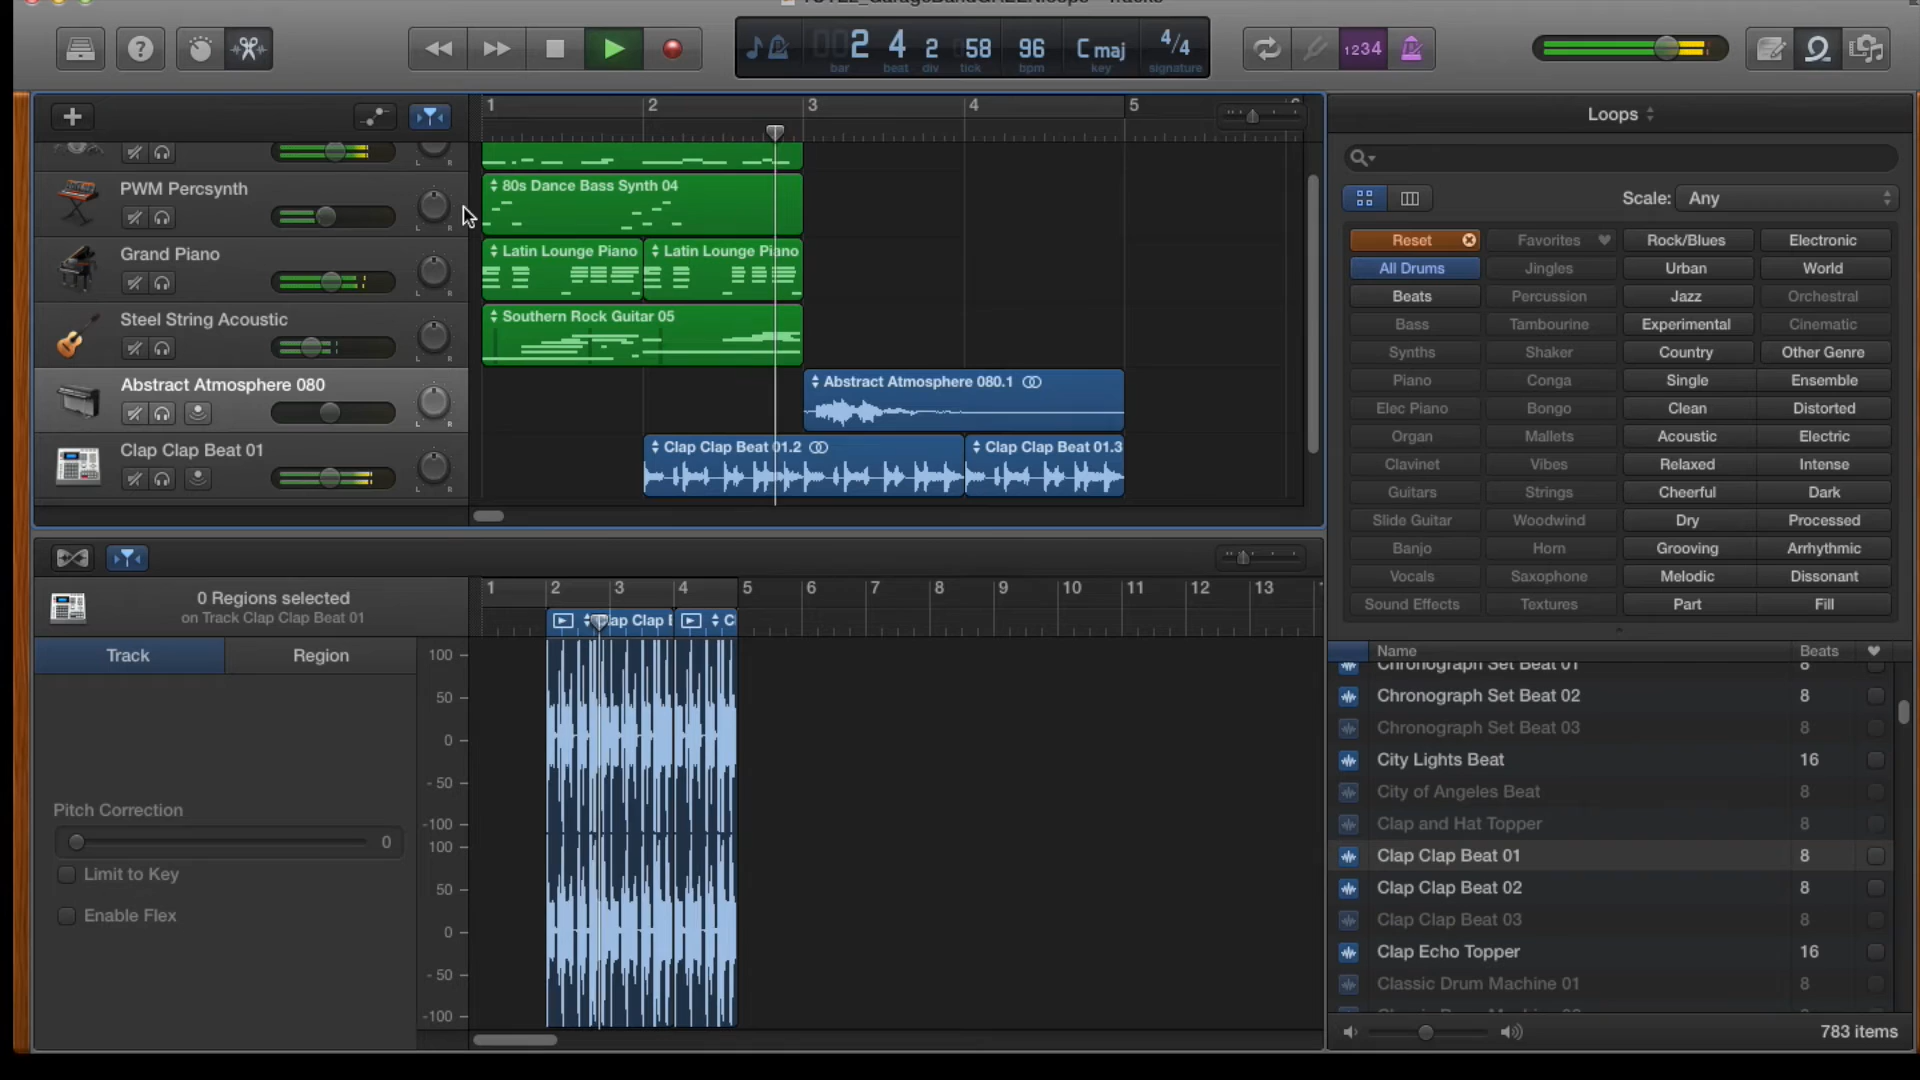 2 4 2 58 96 C maj 4/4
bar beat div tick bpm key signature
1234
1 2 3 4 5
Loops
PWM Percsynth
80s Dance Bass Synth 04
Grand Piano
Latin Lounge Piano Latin Lounge Piano
Steel String Acoustic
Southern Rock Guitar 05
Abstract Atmosphere 080
Abstract Atmosphere 080.1
Clap Clap Beat 01
Clap Clap Beat 01.2 Clap Clap Beat 01.3
L R
Scale: Any
Reset Favorites Rock/Blues Electronic
All Drums Jingles Urban World
Beats Percussion Jazz Orchestral
Bass Tambourine Experimental Cinematic
Synths Shaker Country Other Genre
Piano Conga Single Ensemble
Elec Piano Bongo Clean Distorted
Organ Mallets Acoustic Electric
Clavinet Vibes Relaxed Intense
Guitars Strings Cheerful Dark
Slide Guitar Woodwind Dry Processed
Banjo Horn Grooving Arrhythmic
Vocals Saxophone Melodic Dissonant
Sound Effects Textures Part Fill
Name Beats
Chronograph Set Beat 01 8
Chronograph Set Beat 02 8
Chronograph Set Beat 03 8
City Lights Beat 16
City of Angeles Beat 8
Clap and Hat Topper 8
Clap Clap Beat 01 8
Clap Clap Beat 02 8
Clap Clap Beat 03 8
Clap Echo Topper 16
Classic Drum Machine 01 8
783 items
1 2 3 4 5 6 7 8 9 10 11 12 13
0 Regions selected
on Track Clap Clap Beat 01
Track Region
Pitch Correction
0
Limit to Key
Enable Flex
100
50
0
- 50
-100
100
50
0
- 50
-100